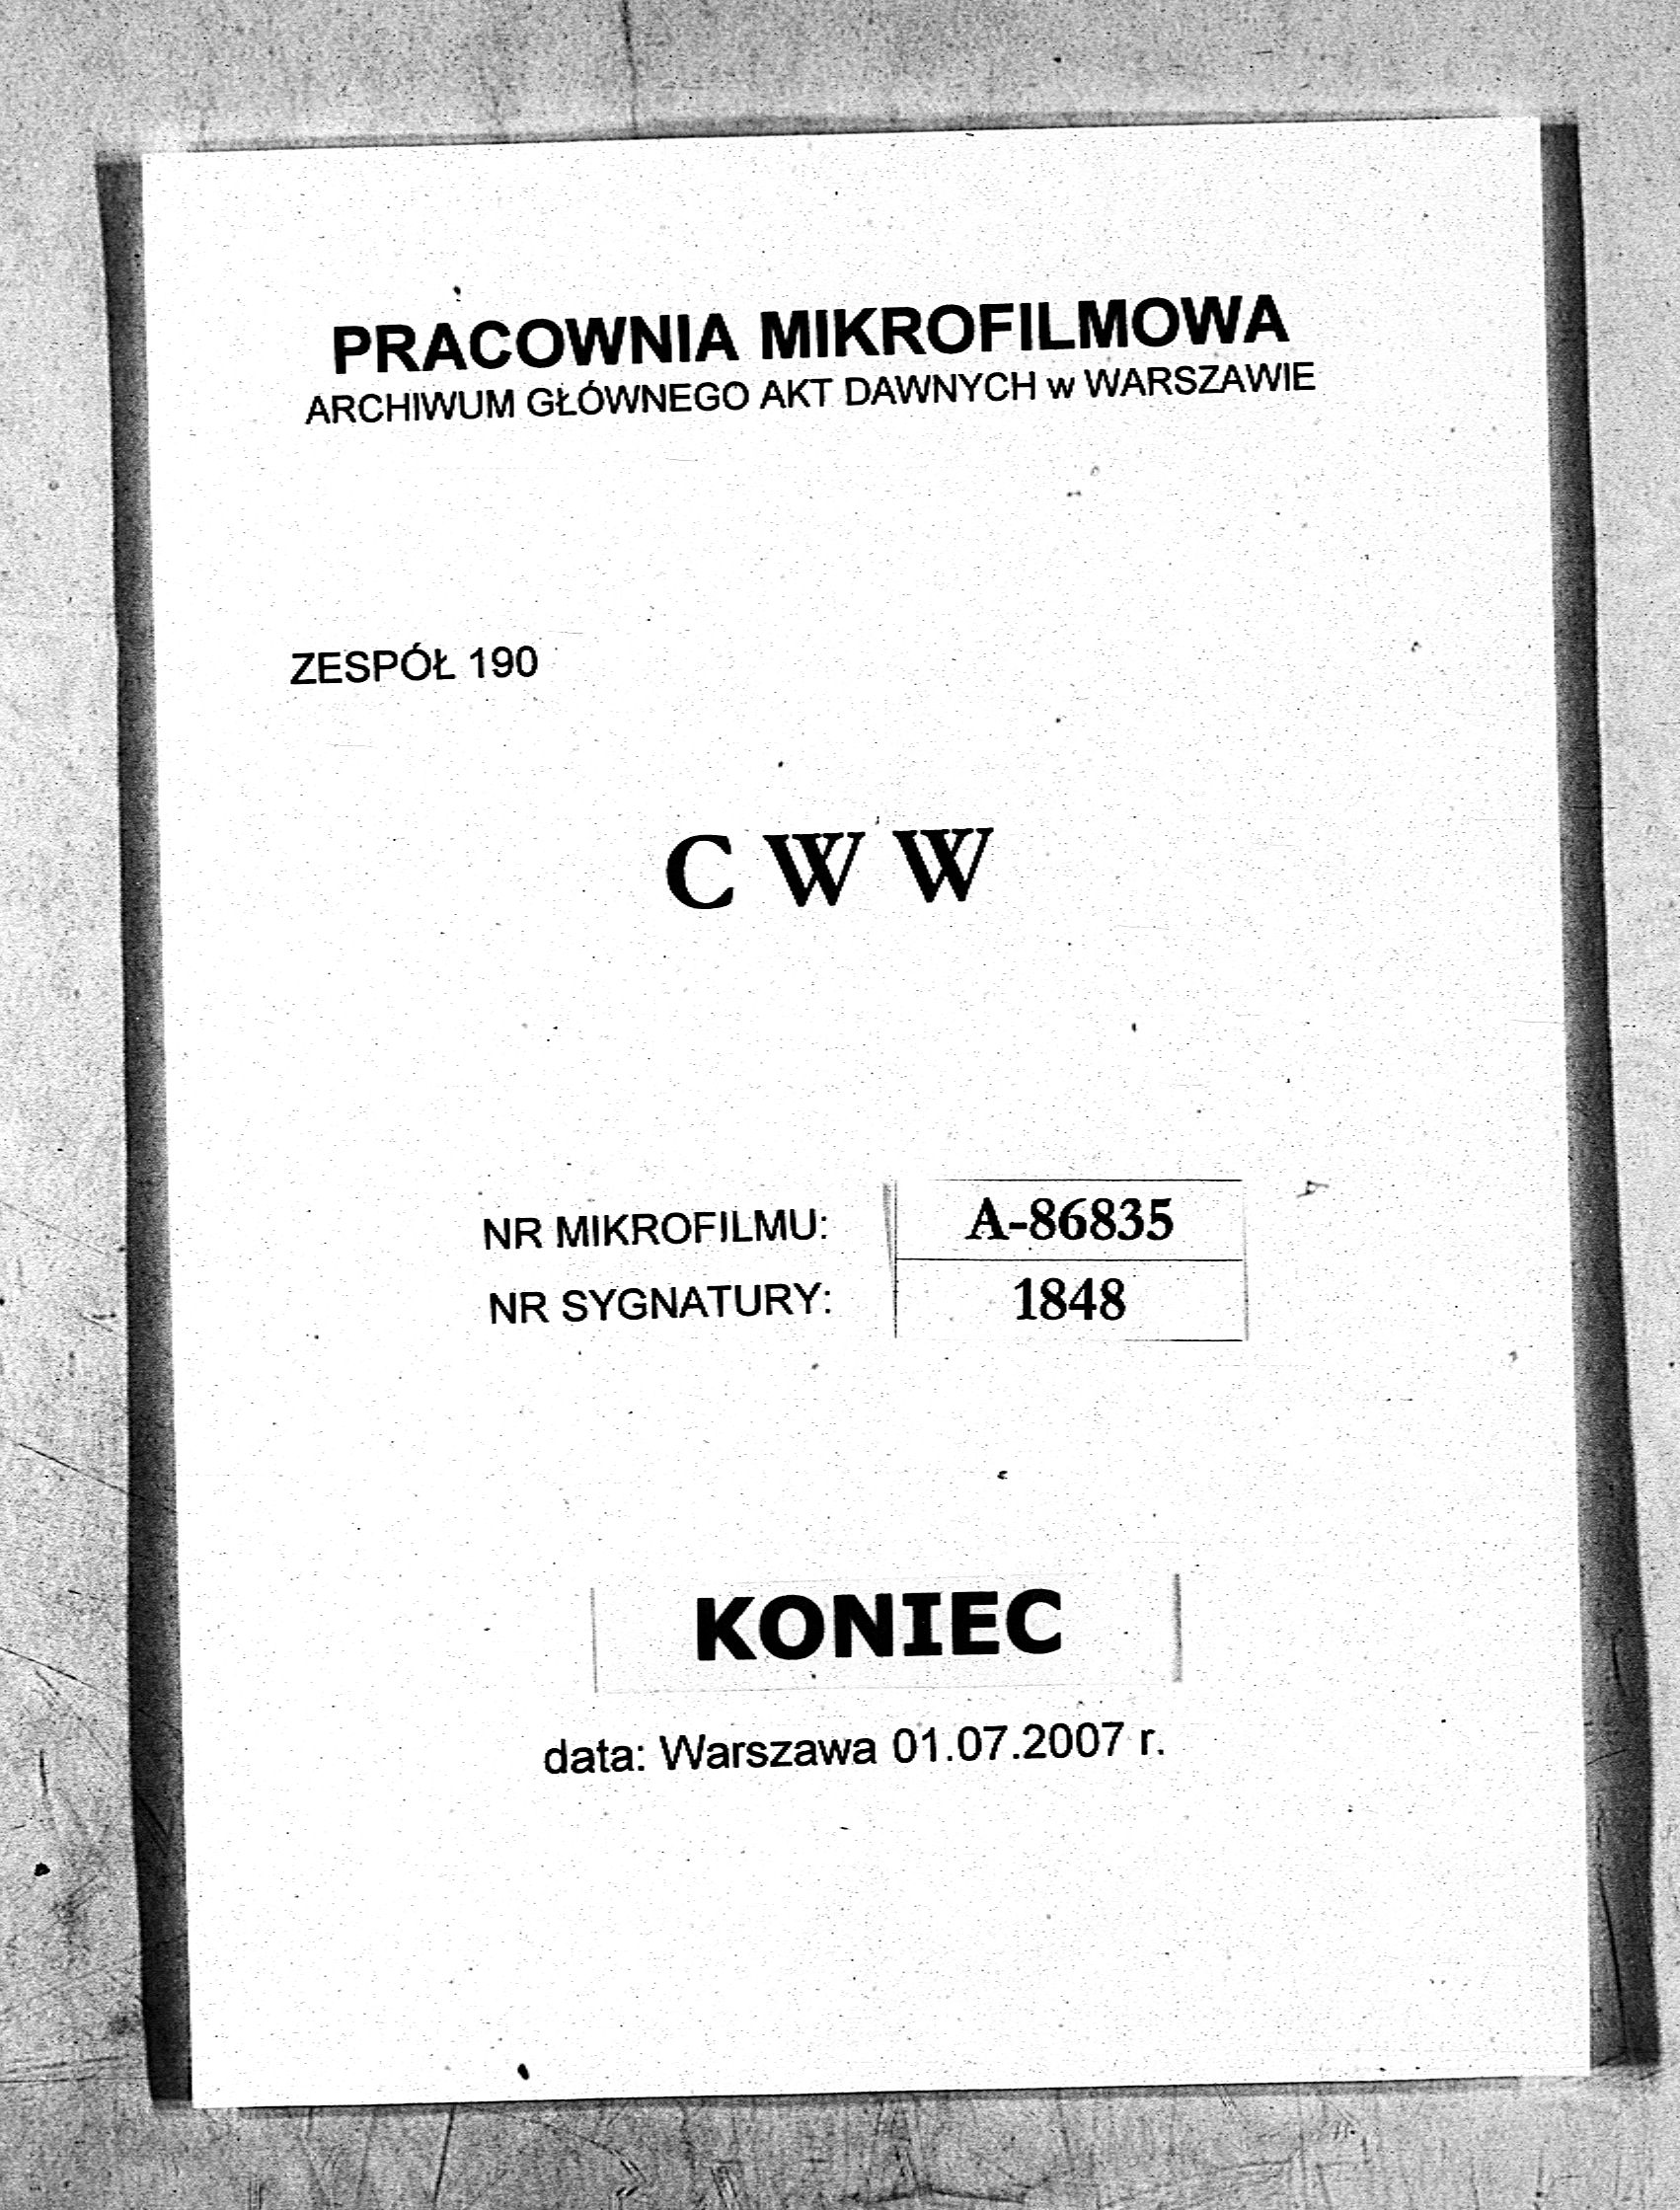 PRACOWNIA MIKROFILMOWA
ARCHIWUM GŁÓWNEGO AKT DAWNYCH w WARSZAWIE
ZESPÓŁ 190
C W W
NR MIKROFILMU: A-86835
NR SYGNATURY: 1848
KONIEC
data: Warszawa 01.07.2007 r.